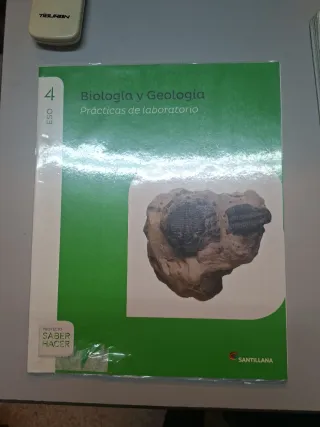 4
ESO
Biología y Geología
Prácticas de laboratorio
PROYECTO
SABER
HACER
SANTILLANA